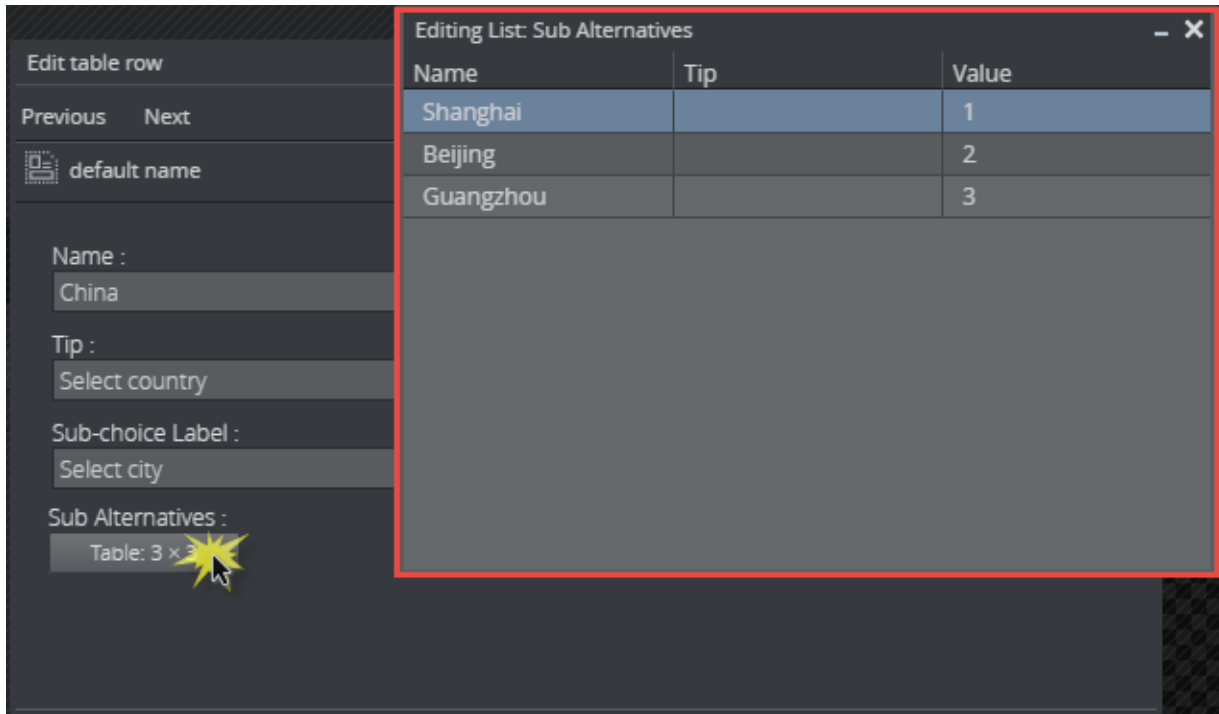 Editing List: Sub Alternatives
Edit table row
Name Tip Value
Previous Next
Shanghai 1
default name
Beijing 2
Guangzhou 3
Name :
China
Tip :
Select country
Sub-choice Label :
Select city
Sub Alternatives :
Table: 3 × 3